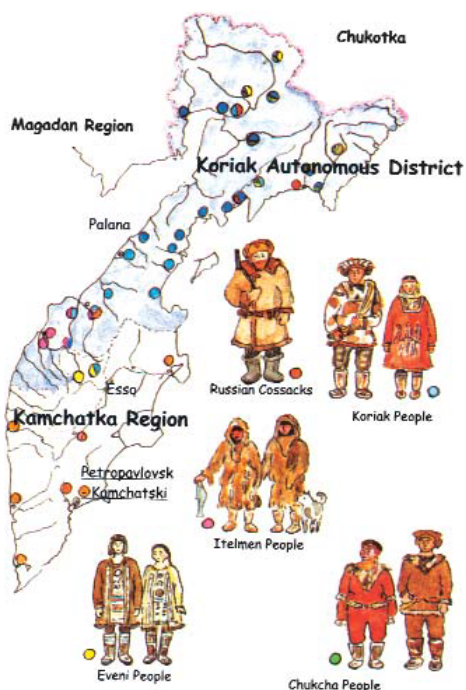 Chukotka
Magadan Region
Koriak Autonomous District
Palana
Esso
Russian Cossacks
Koriak People
Kamchatka Region
Petropavlovsk
Kamchatski
Itelmen People
Eveni People
Chukcha People